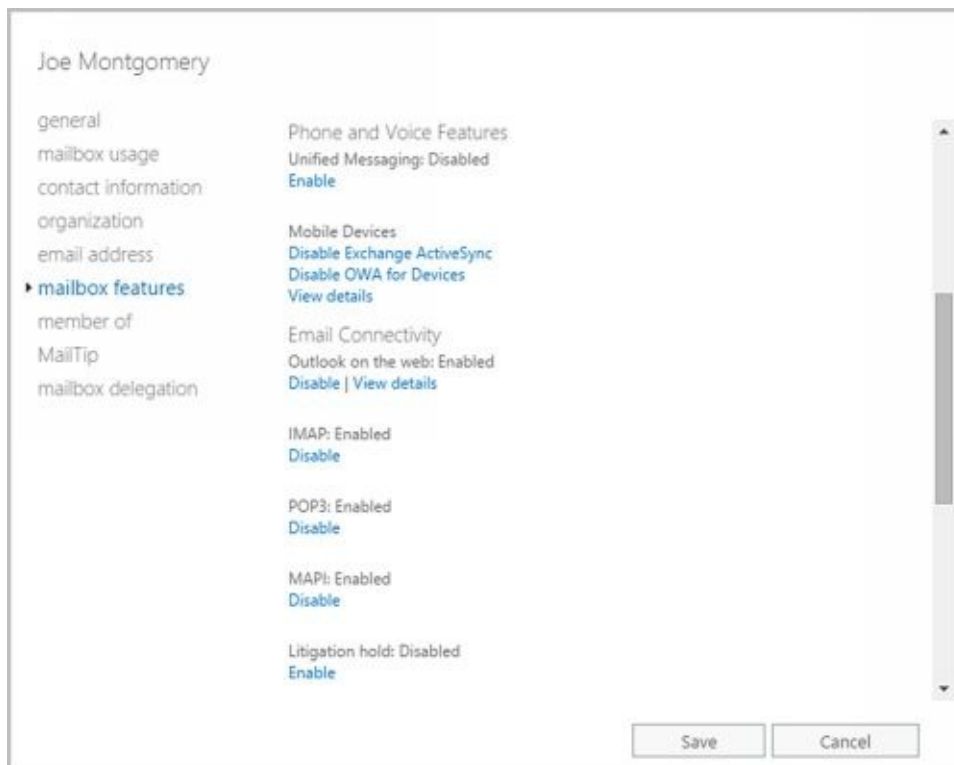 Joe Montgomery
general
mailbox usage
contact information
organization
email address
mailbox features
member of
MailTip
mailbox delegation
Phone and Voice Features
Unified Messaging: Disabled
Enable
Mobile Devices
Disable Exchange ActiveSync
Disable OWA for Devices
View details
Email Connectivity
Outlook on the web: Enabled
Disable | View details
IMAP: Enabled
Disable
POP3: Enabled
Disable
MAPI: Enabled
Disable
Litigation hold: Disabled
Enable
Save
Cancel